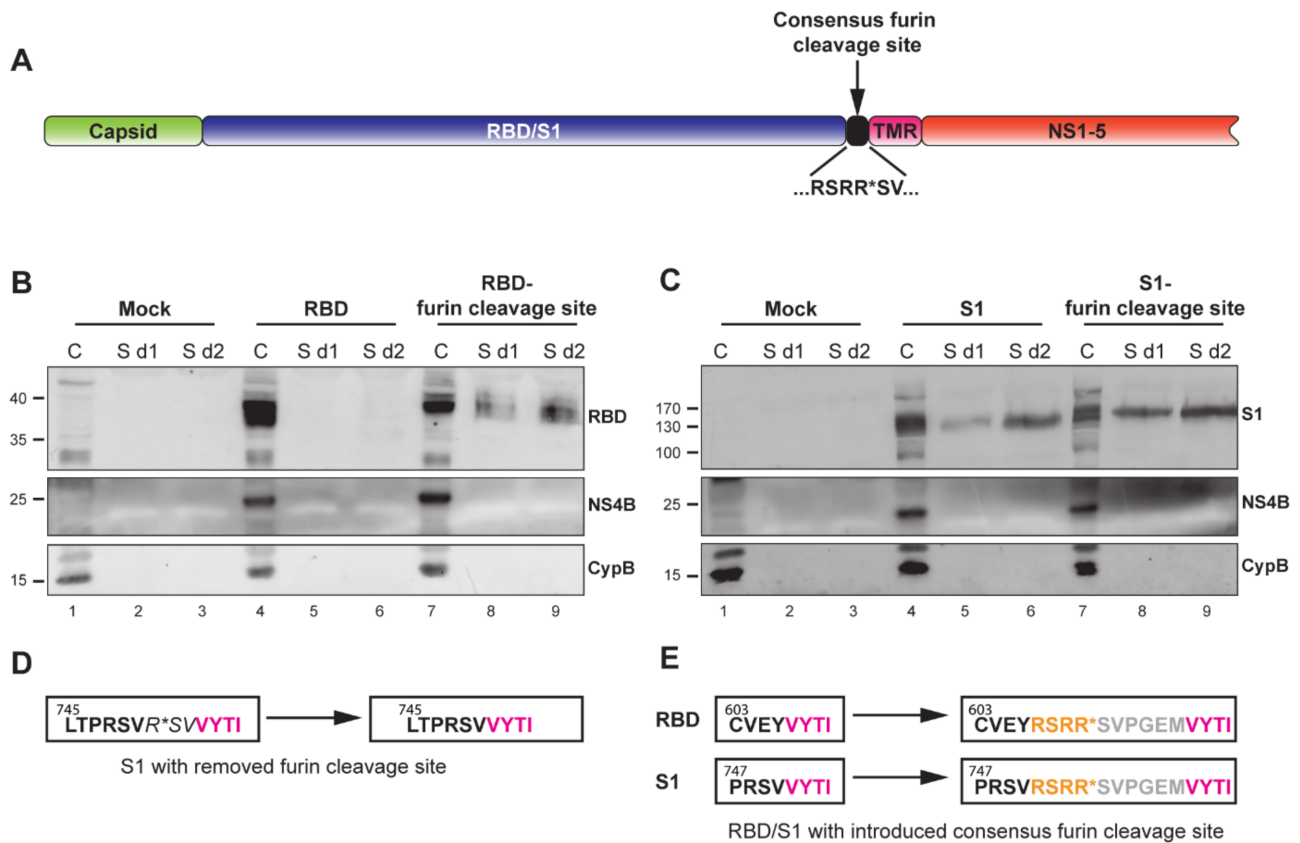 Consensus furin
cleavage site
A
Capsid
RBD/S1
TMR
NS1-5
...RSRR*SV...
B
Mock
RBD
RBD-
furin cleavage site
C S d1 S d2 C S d1 S d2 C S d1 S d2
40
35
RBD
25
NS4B
15
CypB
1 2 3 4 5 6 7 8 9
C
Mock
S1
S1-
furin cleavage site
C S d1 S d2 C S d1 S d2 C S d1 S d2
170
130
100
S1
25
NS4B
15
CypB
1 2 3 4 5 6 7 8 9
D
745
LTPRSVR*SVVYTI
745
LTPRSVVYTI
S1 with removed furin cleavage site
E
RBD
603
CVEYVYTI
603
CVEYRSRR*SVPGEMVYTI
S1
747
PRSVVYTI
747
PRSVRSRR*SVPGEMVYTI
RBD/S1 with introduced consensus furin cleavage site